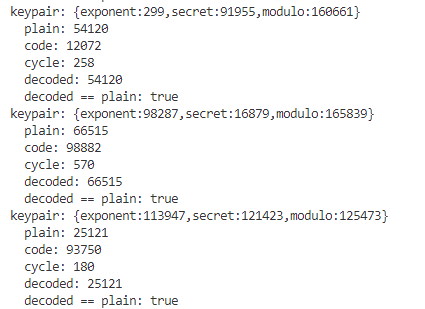 keypair: {exponent:299,secret:91955,modulo:160661}
plain: 54120
code: 12072
cycle: 258
decoded: 54120
decoded == plain: true
keypair: {exponent:98287,secret:16879,modulo:165839}
plain: 66515
code: 98882
cycle: 570
decoded: 66515
decoded == plain: true
keypair: {exponent:113947,secret:121423,modulo:125473}
plain: 25121
code: 93750
cycle: 180
decoded: 25121
decoded == plain: true